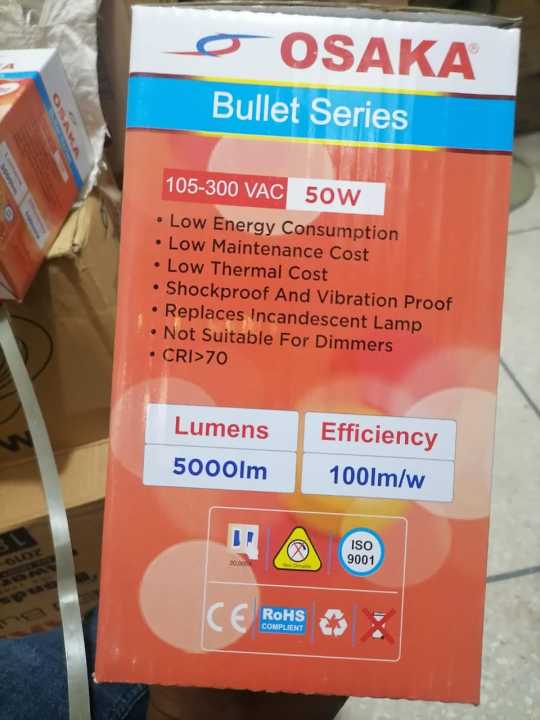 OSAKA®
Bullet Series
105-300 VAC 50W
• Low Energy Consumption
• Low Maintenance Cost
• Low Thermal Cost
• Shockproof And Vibration Proof
• Replaces Incandescent Lamp
• Not Suitable For Dimmers
• CRI>70
Lumens Efficiency
5000lm 100lm/w
ISO
9001
CE RoHS
COMPLIENT
OSAKA